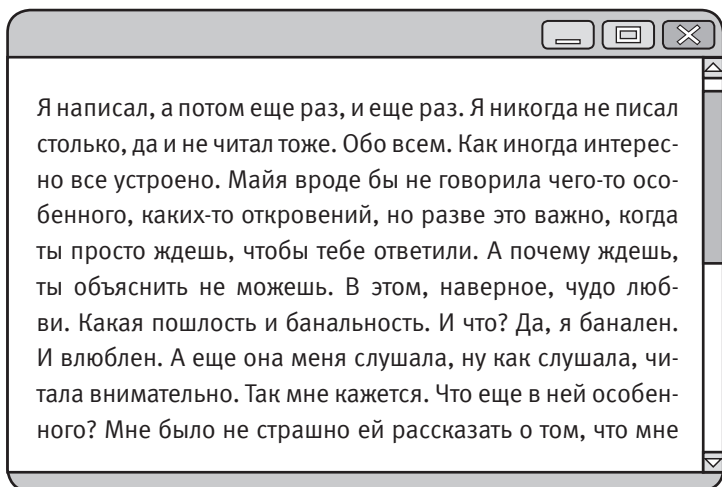 Я написал, а потом еще раз, и еще раз. Я никогда не писал
столько, да и не читал тоже. Обо всем. Как иногда интерес-
но все устроено. Майя вроде бы не говорила чего-то осо-
бенного, каких-то откровений, но разве это важно, когда
ты просто ждешь, чтобы тебе ответили. А почему ждешь,
ты объяснить не можешь. В этом, наверное, чудо люб-
ви. Какая пошлость и банальность. И что? Да, я банален.
И влюблен. А еще она меня слушала, ну как слушала, чи-
тала внимательно. Так мне кажется. Что еще в ней особен-
ного? Мне было не страшно ей рассказать о том, что мне